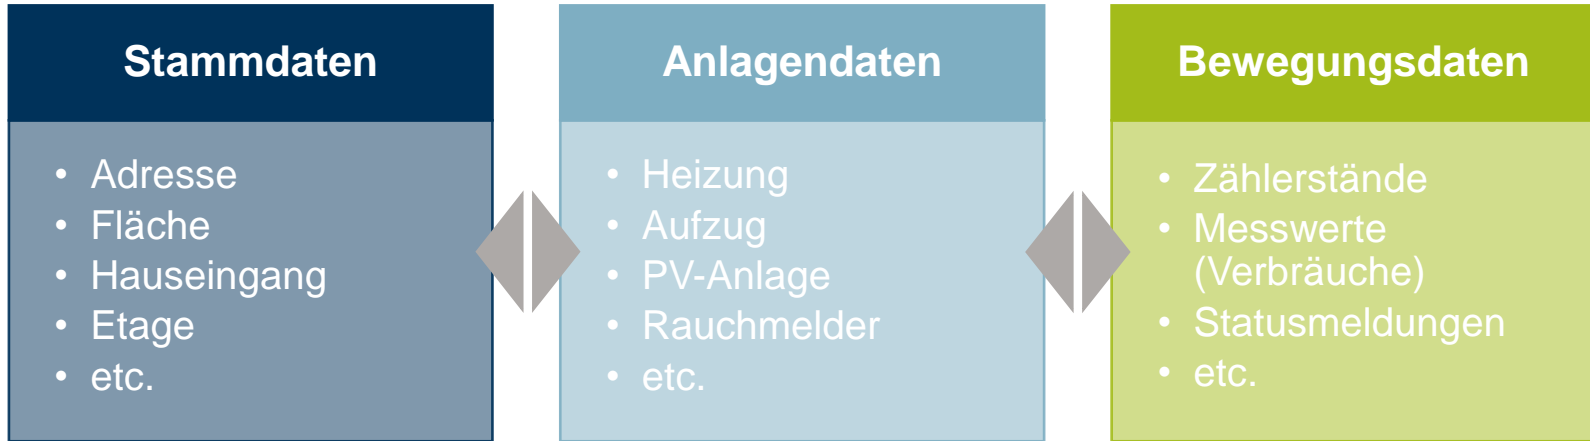 Stammdaten
• Adresse
• Fläche
• Hauseingang
• Etage
• etc.
Anlagendaten
• Heizung
• Aufzug
• PV-Anlage
• Rauchmelder
• etc.
Bewegungsdaten
• Zählerstände
• Messwerte
(Verbräuche)
• Statusmeldungen
• etc.